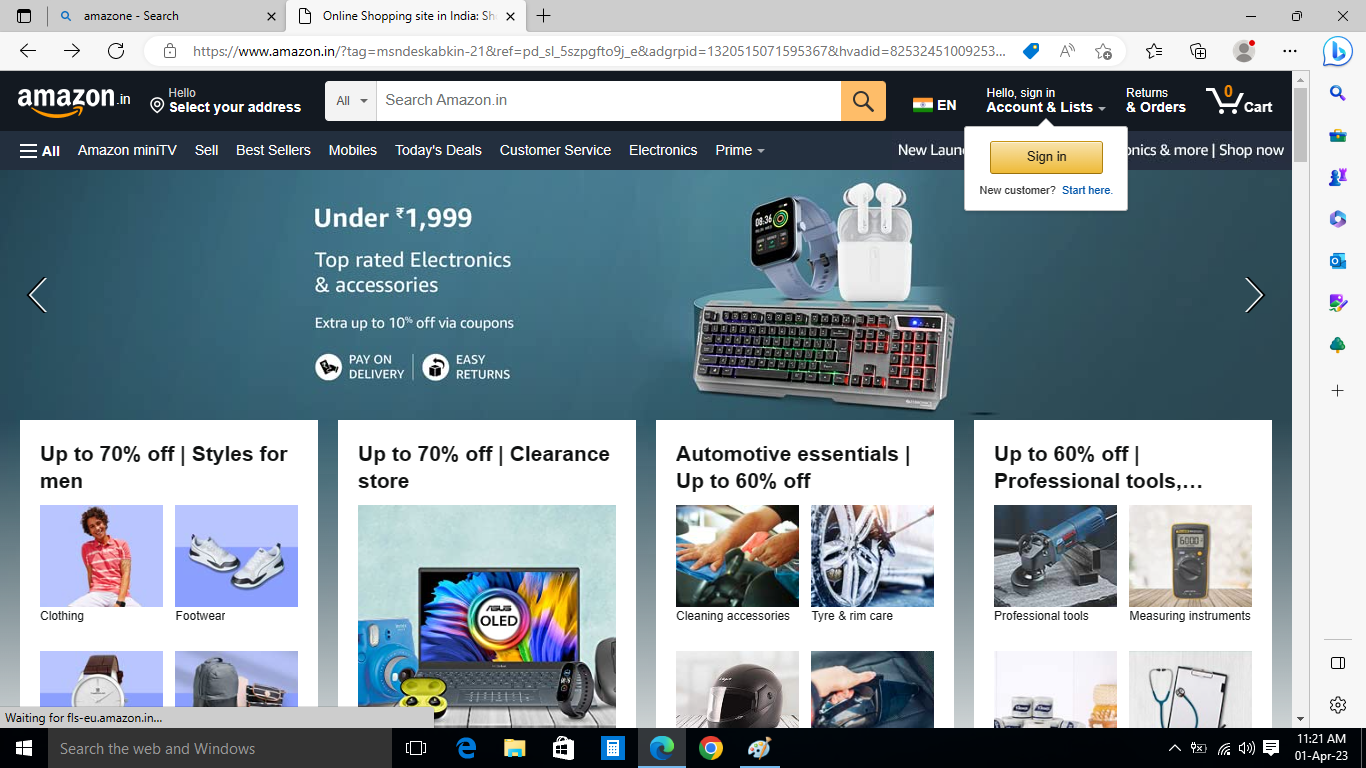 amazone - Search
Online Shopping site in India: Sh
https://www.amazon.in/?tag=msndeskabkin-21&ref=pd_sl_5szpgfto9j_e&adgrpid=1320515071595367&hvadid=82532451009253...
amazon.in
Hello
Select your address
All
Search Amazon.in
EN
Hello, sign in
Account & Lists
Returns
& Orders
0
Cart
All
Amazon miniTV
Sell
Best Sellers
Mobiles
Today's Deals
Customer Service
Electronics
Prime
New Laun
onics & more | Shop now
Sign in
New customer? Start here.
Under ₹1,999
Top rated Electronics
& accessories
Extra up to 10% off via coupons
PAY ON
DELIVERY
EASY
RETURNS
08:36
Up to 70% off | Styles for
men
Clothing
Footwear
Up to 70% off | Clearance
store
ASUS
OLED
Automotive essentials |
Up to 60% off
Cleaning accessories
Tyre & rim care
Up to 60% off |
Professional tools,…
6000
Professional tools
Measuring instruments
Waiting for fls-eu.amazon.in...
Search the web and Windows
11:21 AM
01-Apr-23